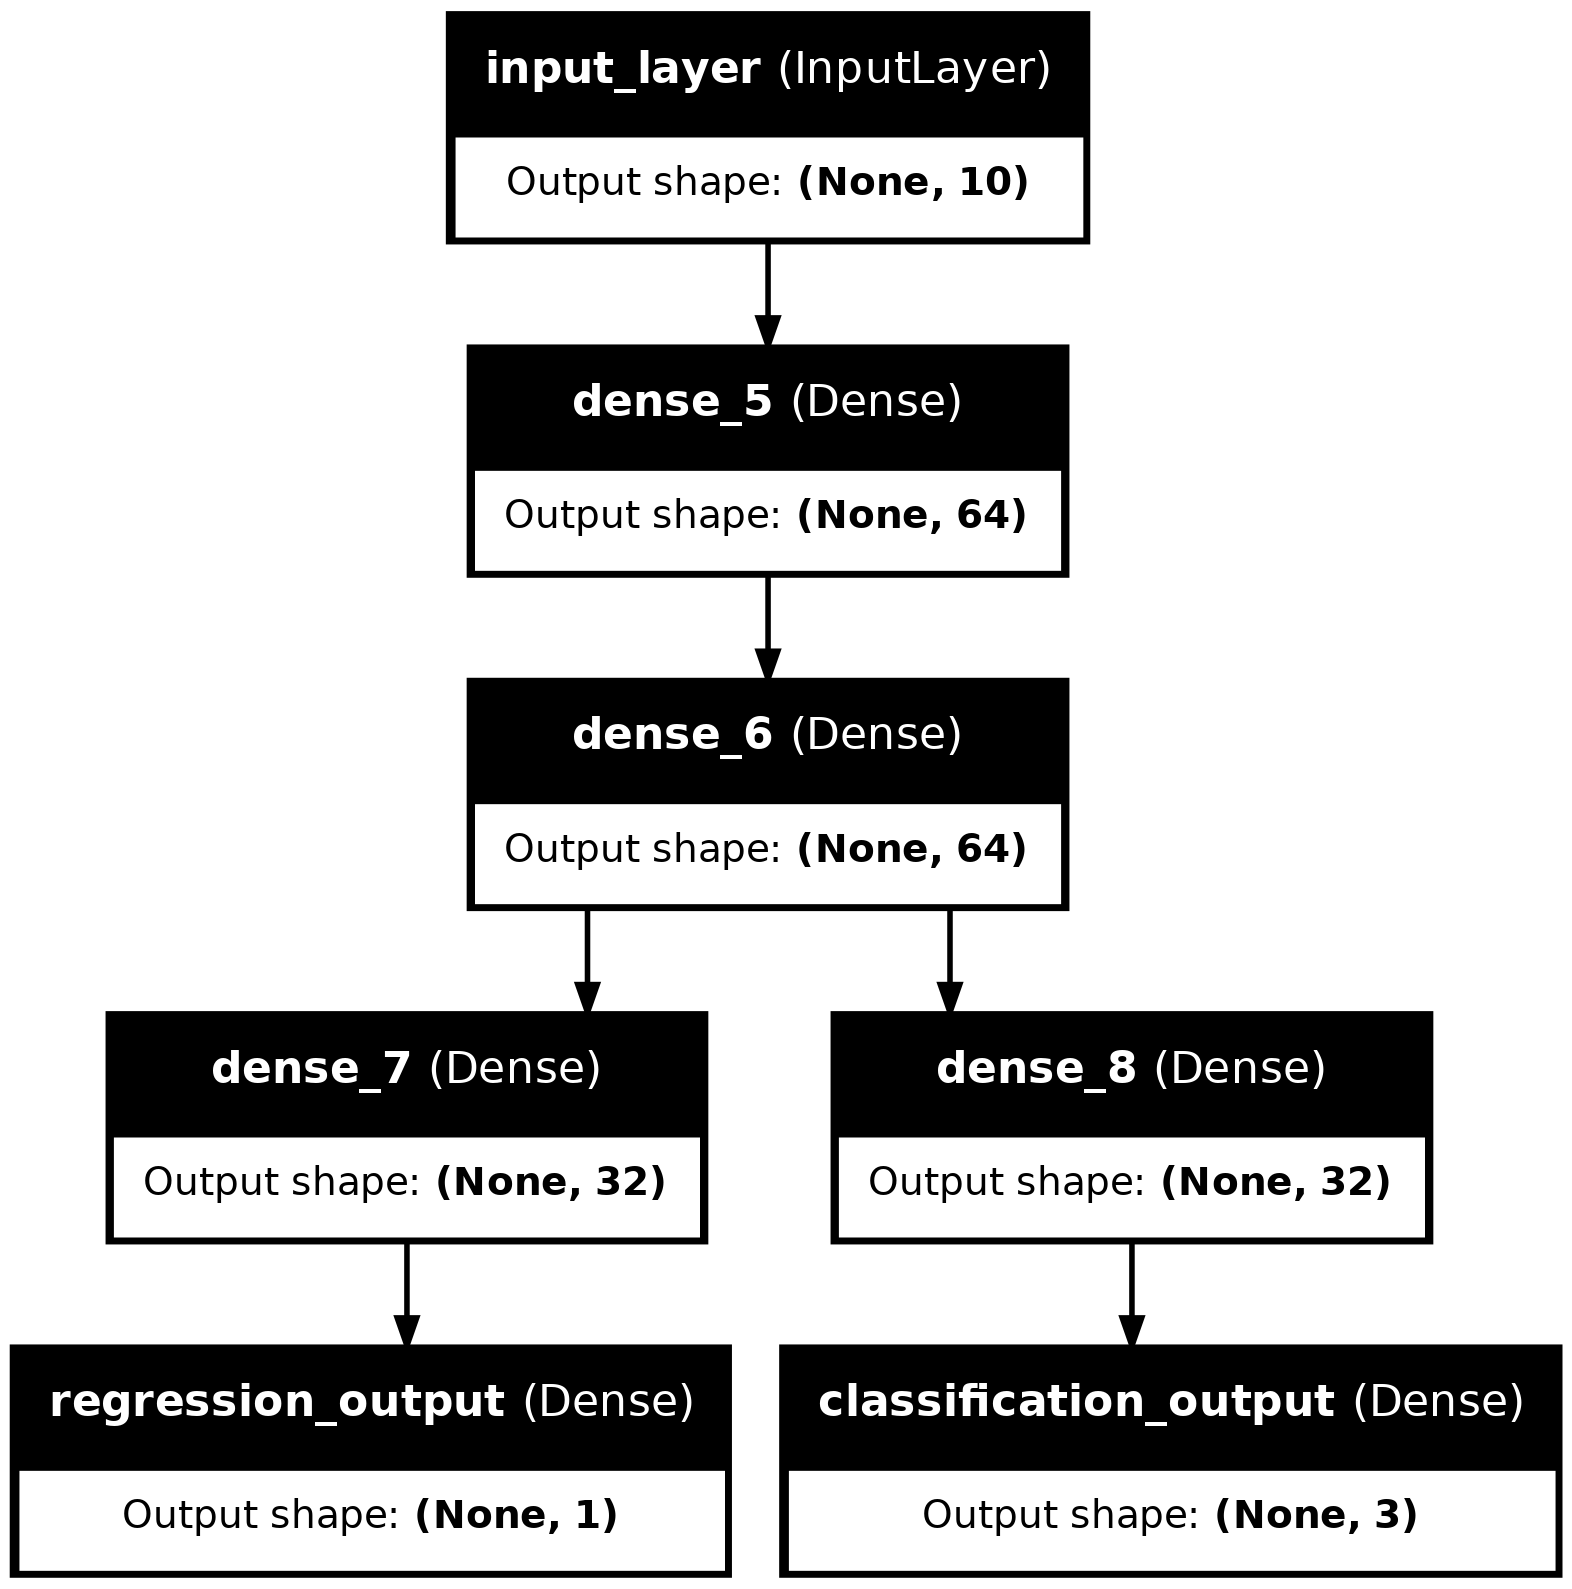 input_layer (InputLayer)
Output shape: (None, 10)
dense_5 (Dense)
Output shape: (None, 64)
dense_6 (Dense)
Output shape: (None, 64)
dense_7 (Dense)
Output shape: (None, 32)
dense_8 (Dense)
Output shape: (None, 32)
regression_output (Dense)
Output shape: (None, 1)
classification_output (Dense)
Output shape: (None, 3)